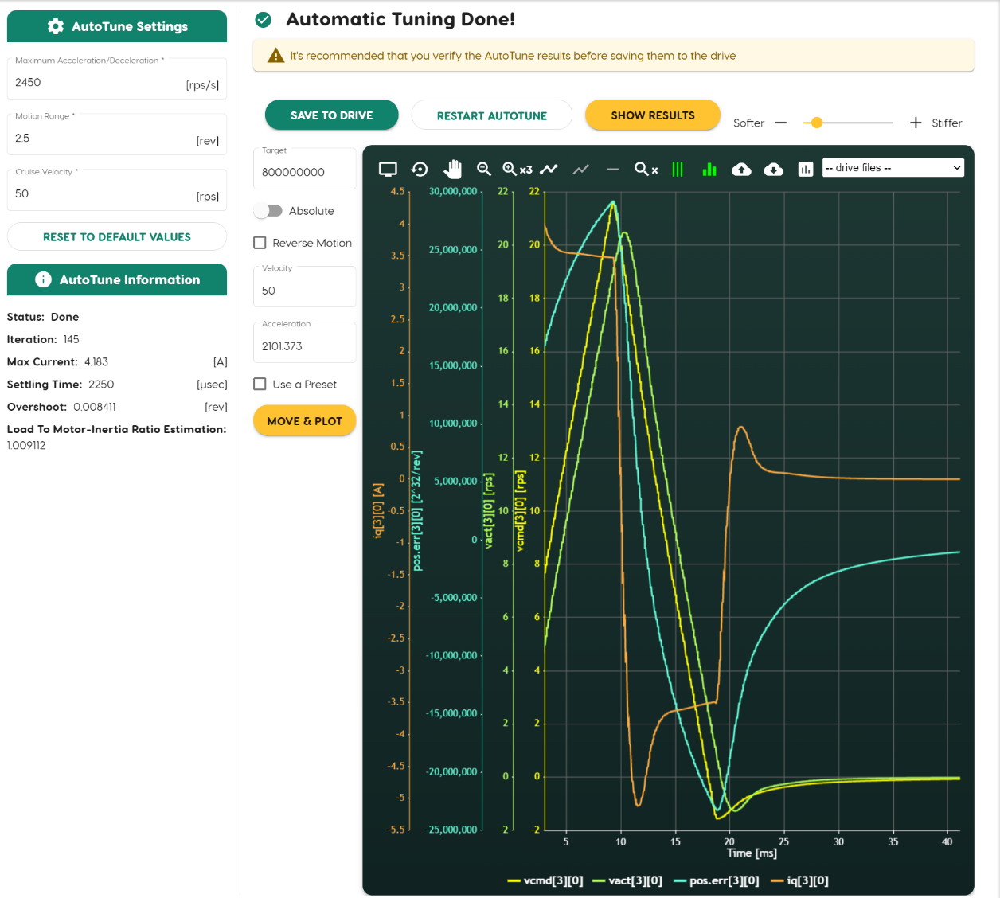 AutoTune Settings
Maximum Acceleration/Deceleration *
2450 [rps/s]
Motion Range *
2.5 [rev]
Cruise Velocity *
50 [rps]
RESET TO DEFAULT VALUES
AutoTune Information
Status: Done
Iteration: 145
Max Current: 4.183 [A]
Settling Time: 2250 [µsec]
Overshoot: 0.008411 [rev]
Load To Motor-Inertia Ratio Estimation:
1.009112
Automatic Tuning Done!
It's recommended that you verify the AutoTune results before saving them to the drive
SAVE TO DRIVE
RESTART AUTOTUNE
SHOW RESULTS
Softer
Stiffer
Target
800000000
Absolute
Reverse Motion
Velocity
50
Acceleration
2101.373
Use a Preset
MOVE & PLOT
x3
x
-- drive files --
iq[3][0] [A]
4.5
4
3.5
3
2.5
2
1.5
1
0.5
0
-0.5
-1
-1.5
-2
-2.5
-3
-3.5
-4
-4.5
-5
-5.5
pos.err[3][0] [2^32/rev]
30,000,000
25,000,000
20,000,000
15,000,000
10,000,000
5,000,000
0
-5,000,000
-10,000,000
-15,000,000
-20,000,000
-25,000,000
vact[3][0] [rps]
22
20
18
16
14
12
10
8
6
4
2
0
-2
vcmd[3][0] [rps]
22
20
18
16
14
12
10
8
6
4
2
0
-2
5 10 15 20 25 30 35 40
Time [ms]
vcmd[3][0] vact[3][0] pos.err[3][0] iq[3][0]